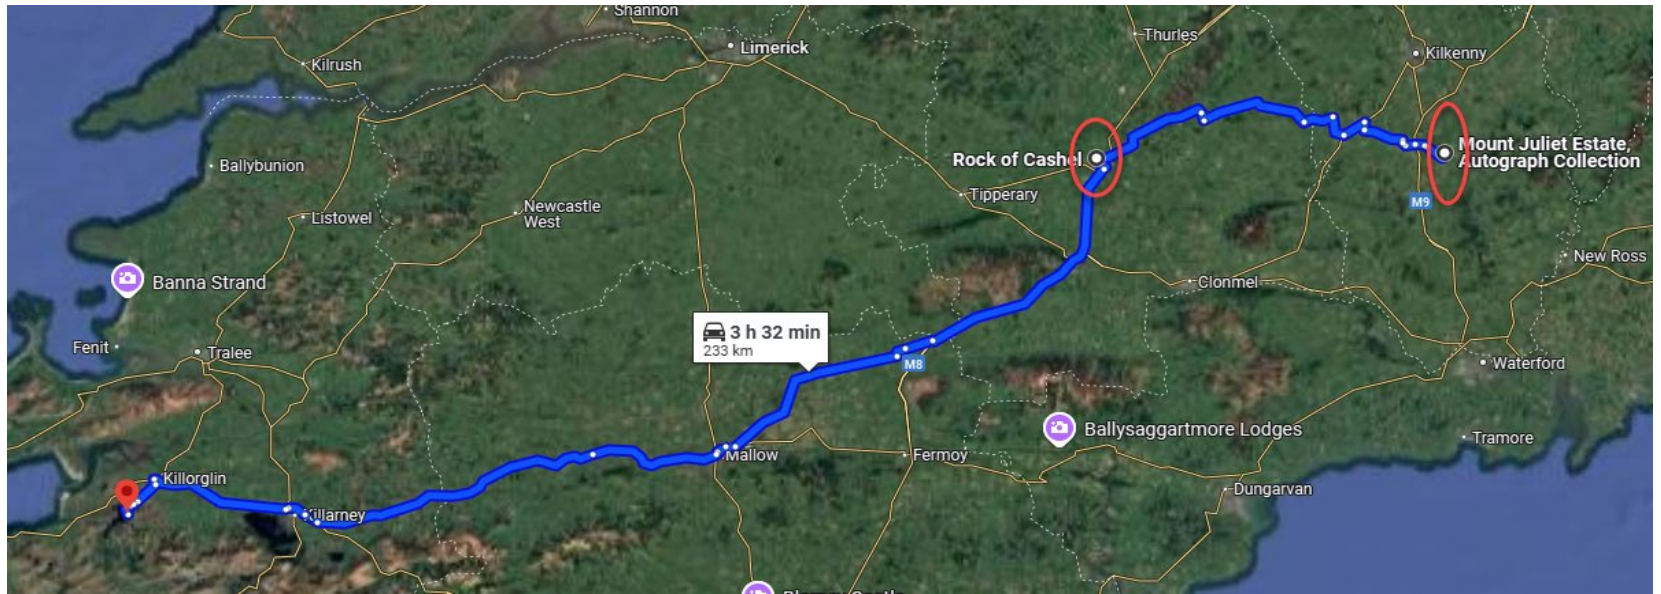 Shannon
Limerick
Thurles
Kilkenny
Kilrush
Mount Juliet Estate,
Autograph Collection
Rock of Cashel
Ballybunion
Tipperary
M9
Newcastle
West
Listowel
New Ross
Banna Strand
Clonmel
3 h 32 min
233 km
Fenit
Tralee
M8
Waterford
Ballysaggartmore Lodges
Tramore
Mallow
Fermoy
Killorglin
Dungarvan
Killarney